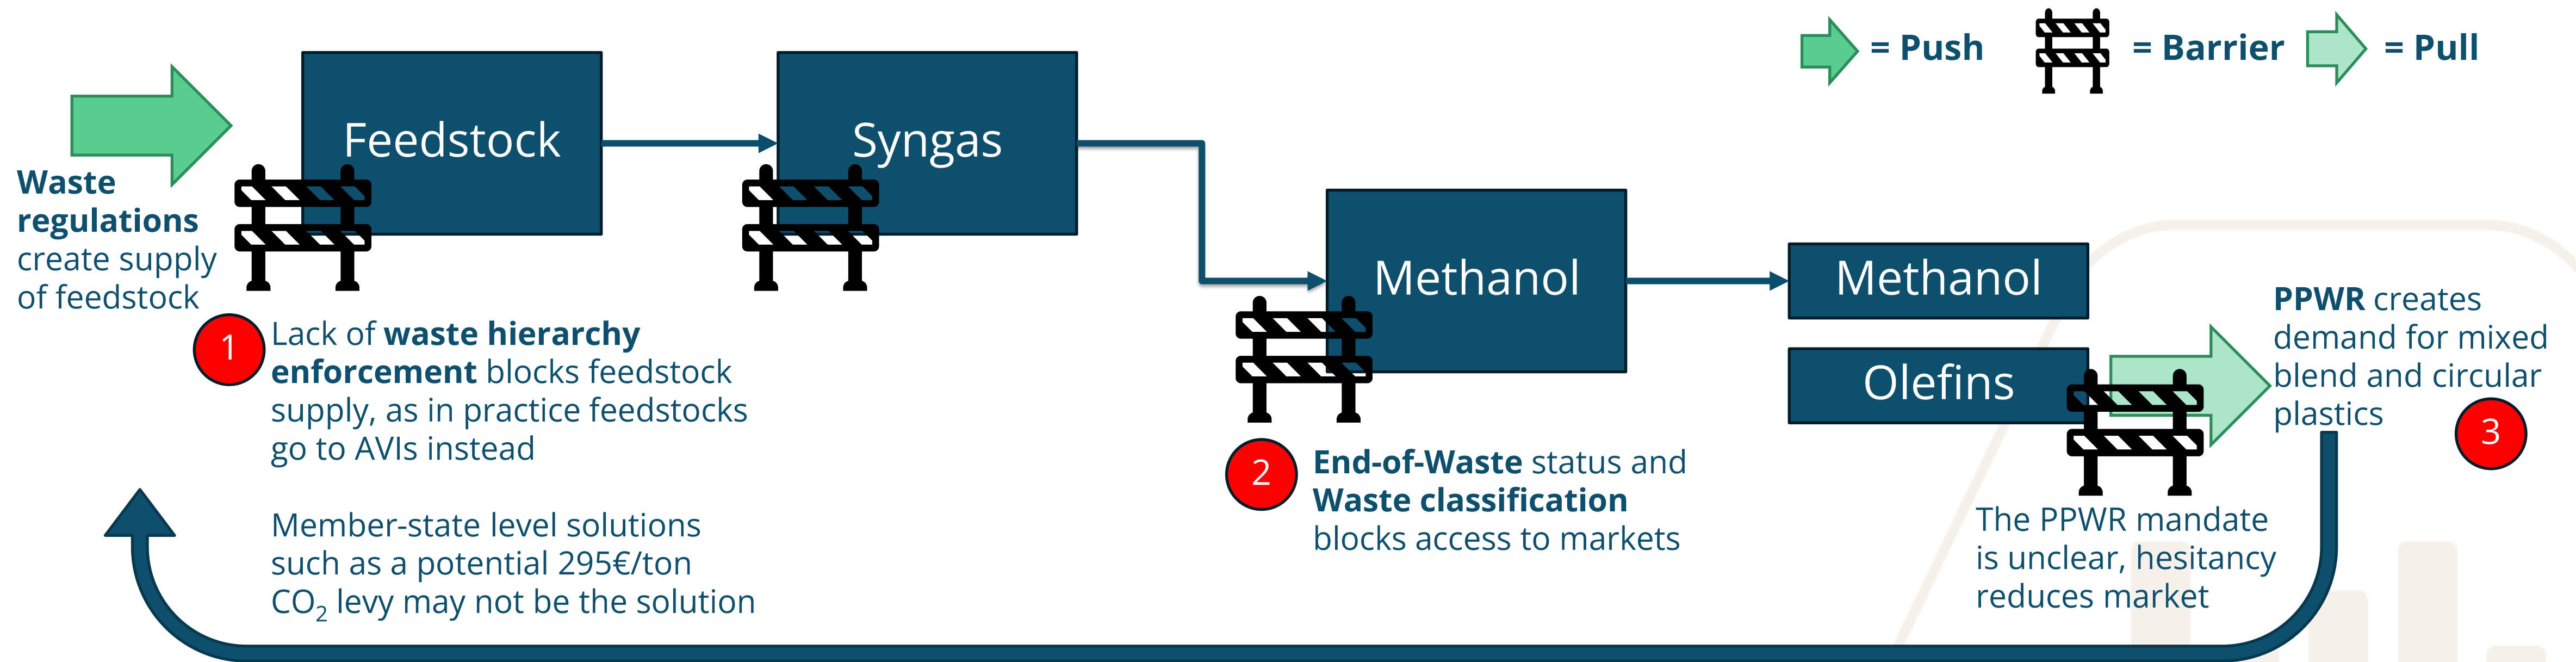 = Push
= Barrier
= Pull
Feedstock
Syngas
Methanol
Methanol
Olefins
Waste
regulations
create supply
of feedstock
1
Lack of waste hierarchy
enforcement blocks feedstock
supply, as in practice feedstocks
go to AVIs instead
Member-state level solutions
such as a potential 295€/ton
CO₂ levy may not be the solution
2
End-of-Waste status and
Waste classification
blocks access to markets
PPWR creates
demand for mixed
blend and circular
plastics
3
The PPWR mandate
is unclear, hesitancy
reduces market